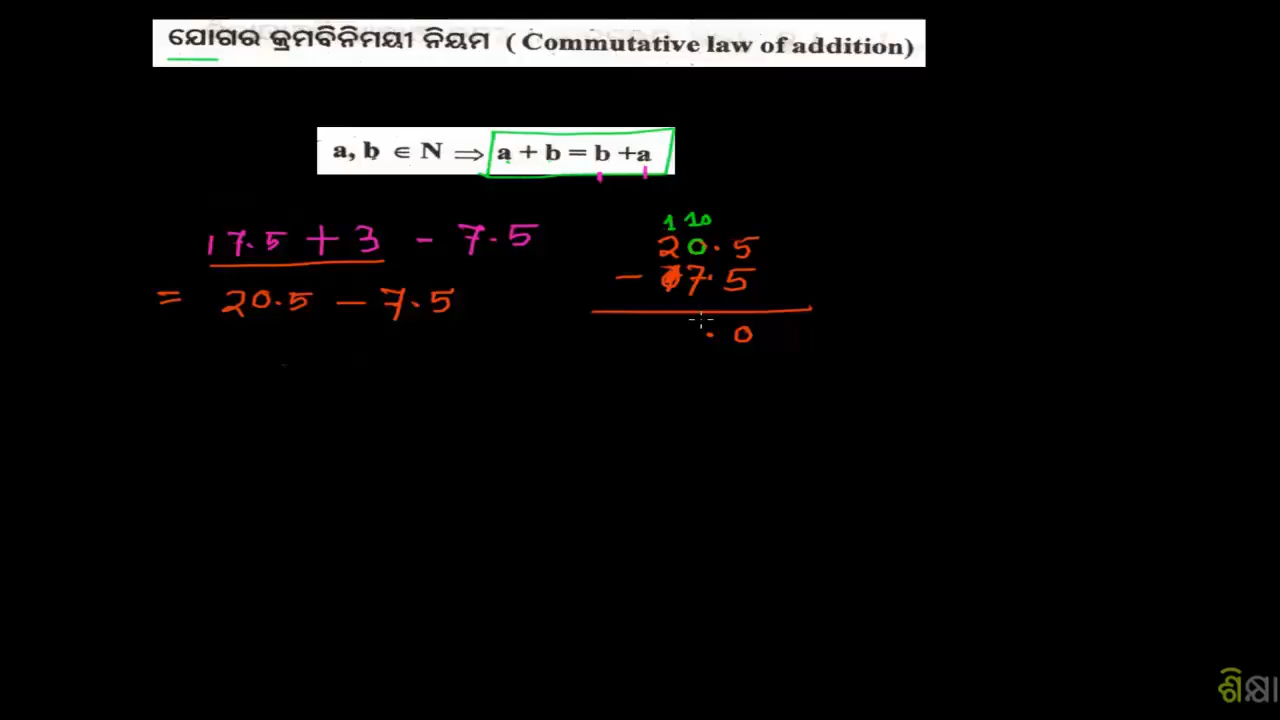 ଯୋଗର କ୍ରମବିନିମୟୀ ନିୟମ ( Commutative law of addition)
a, b ∈ N ⇒ a + b = b +a
17.5 + 3 - 7.5
= 20.5 - 7.5
1 10
20.5
- 7.5
.0
ଶିକ୍ଷା